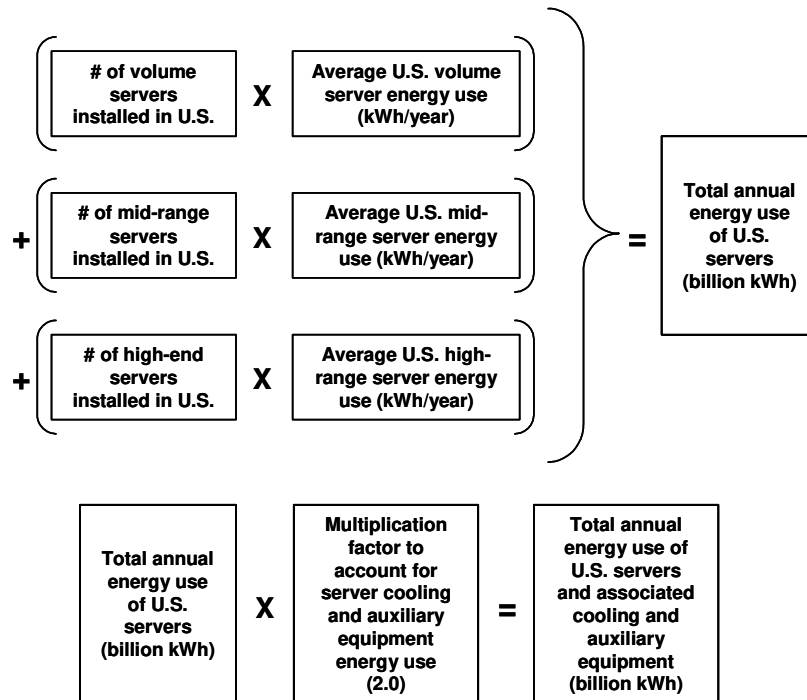 # of volume
servers
installed in U.S.
X
Average U.S. volume
server energy use
(kWh/year)
+
# of mid-range
servers
installed in U.S.
X
Average U.S. mid-
range server energy
use (kWh/year)
+
# of high-end
servers
installed in U.S.
X
Average U.S. high-
range server energy
use (kWh/year)
=
Total annual
energy use
of U.S.
servers
(billion kWh)
Total annual
energy use
of U.S.
servers
(billion kWh)
X
Multiplication
factor to
account for
server cooling
and auxiliary
equipment
energy use
(2.0)
=
Total annual
energy use of
U.S. servers
and associated
cooling and
auxiliary
equipment
(billion kWh)